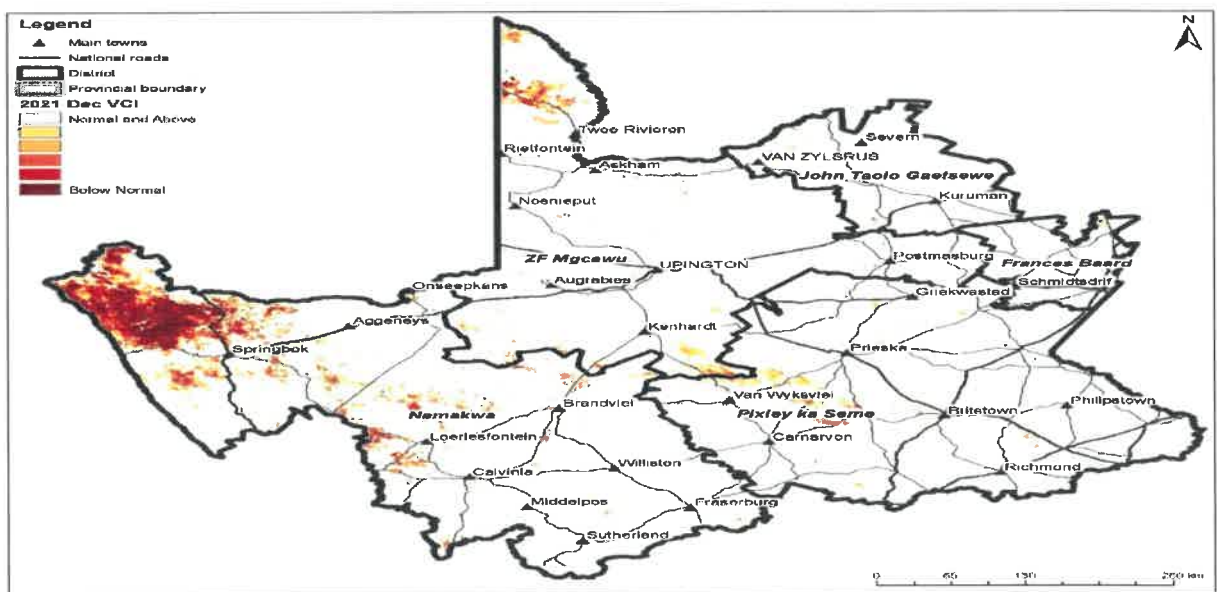 Legend
Main towns
National roads
District
Provincial boundary
2021 Dec VCI
Normal and Above
Below Normal
N
Twee Rivieren
Rietfontein
Askham
Severn
VAN ZYLSRUS
John Taolo Gaetsewe
Kuruman
Noenieput
ZF Mgcawu
UPINGTON
Postmasburg
Frances Baard
Schmidtsdrif
Onseepkans
Augrabies
Griekwastad
Aggeneys
Kenhardt
Springbok
Prieska
Van Wyksvlei
Brandvlei
Namakwa
Pixley ka Seme
Britstown
Philipstown
Loeriesfontein
Carnarvon
Calvinia
Williston
Richmond
Middelpos
Fraserburg
Sutherland
0 65 130 260 km